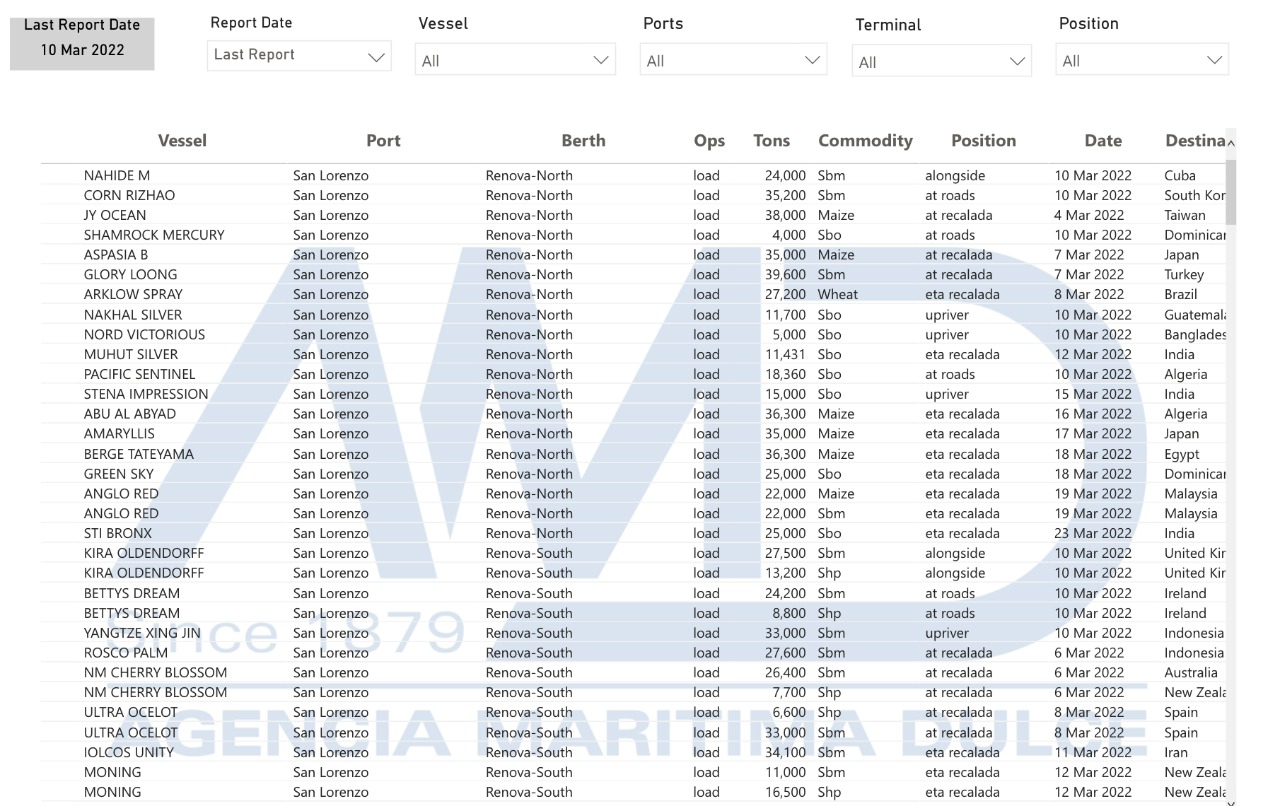 Last Report Date
10 Mar 2022
Report Date
Last Report
Vessel
All
Ports
All
Terminal
All
Position
All
Vessel Port Berth Ops Tons Commodity Position Date Destina
NAHIDE M San Lorenzo Renova-North load 24,000 Sbm alongside 10 Mar 2022 Cuba
CORN RIZHAO San Lorenzo Renova-North load 35,200 Sbm at roads 10 Mar 2022 South Kor
JY OCEAN San Lorenzo Renova-North load 38,000 Maize at recalada 4 Mar 2022 Taiwan
SHAMROCK MERCURY San Lorenzo Renova-North load 4,000 Sbo at roads 10 Mar 2022 Dominican
ASPASIA B San Lorenzo Renova-North load 35,000 Maize at recalada 7 Mar 2022 Japan
GLORY LOONG San Lorenzo Renova-North load 39,600 Sbm at recalada 7 Mar 2022 Turkey
ARKLOW SPRAY San Lorenzo Renova-North load 27,200 Wheat eta recalada 8 Mar 2022 Brazil
NAKHAL SILVER San Lorenzo Renova-North load 11,700 Sbo upriver 10 Mar 2022 Guatemala
NORD VICTORIOUS San Lorenzo Renova-North load 5,000 Sbo upriver 10 Mar 2022 Banglades
MUHUT SILVER San Lorenzo Renova-North load 11,431 Sbo eta recalada 12 Mar 2022 India
PACIFIC SENTINEL San Lorenzo Renova-North load 18,360 Sbo at roads 10 Mar 2022 Algeria
STENA IMPRESSION San Lorenzo Renova-North load 15,000 Sbo upriver 15 Mar 2022 India
ABU AL ABYAD San Lorenzo Renova-North load 36,300 Maize eta recalada 16 Mar 2022 Algeria
AMARYLLIS San Lorenzo Renova-North load 35,000 Maize eta recalada 17 Mar 2022 Japan
BERGE TATEYAMA San Lorenzo Renova-North load 36,300 Maize eta recalada 18 Mar 2022 Egypt
GREEN SKY San Lorenzo Renova-North load 25,000 Sbo eta recalada 18 Mar 2022 Dominican
ANGLO RED San Lorenzo Renova-North load 22,000 Maize eta recalada 19 Mar 2022 Malaysia
ANGLO RED San Lorenzo Renova-North load 22,000 Sbm eta recalada 19 Mar 2022 Malaysia
STI BRONX San Lorenzo Renova-North load 25,000 Sbo eta recalada 23 Mar 2022 India
KIRA OLDENDORFF San Lorenzo Renova-South load 27,500 Sbm alongside 10 Mar 2022 United Kin
KIRA OLDENDORFF San Lorenzo Renova-South load 13,200 Shp alongside 10 Mar 2022 United Kin
BETTYS DREAM San Lorenzo Renova-South load 24,200 Sbm at roads 10 Mar 2022 Ireland
BETTYS DREAM San Lorenzo Renova-South load 8,800 Shp at roads 10 Mar 2022 Ireland
YANGTZE XING JIN San Lorenzo Renova-South load 33,000 Sbm upriver 10 Mar 2022 Indonesia
ROSCO PALM San Lorenzo Renova-South load 27,600 Sbm at recalada 6 Mar 2022 Indonesia
NM CHERRY BLOSSOM San Lorenzo Renova-South load 26,400 Sbm at recalada 6 Mar 2022 Australia
NM CHERRY BLOSSOM San Lorenzo Renova-South load 7,700 Shp at recalada 6 Mar 2022 New Zeala
ULTRA OCELOT San Lorenzo Renova-South load 6,600 Shp at recalada 8 Mar 2022 Spain
ULTRA OCELOT San Lorenzo Renova-South load 33,000 Sbm at recalada 8 Mar 2022 Spain
IOLCOS UNITY San Lorenzo Renova-South load 34,100 Sbm eta recalada 11 Mar 2022 Iran
MONING San Lorenzo Renova-South load 11,000 Sbm eta recalada 12 Mar 2022 New Zeala
MONING San Lorenzo Renova-South load 16,500 Shp eta recalada 12 Mar 2022 New Zeala
AMD
Since 1879
AGENCIA MARITIMA DULCE